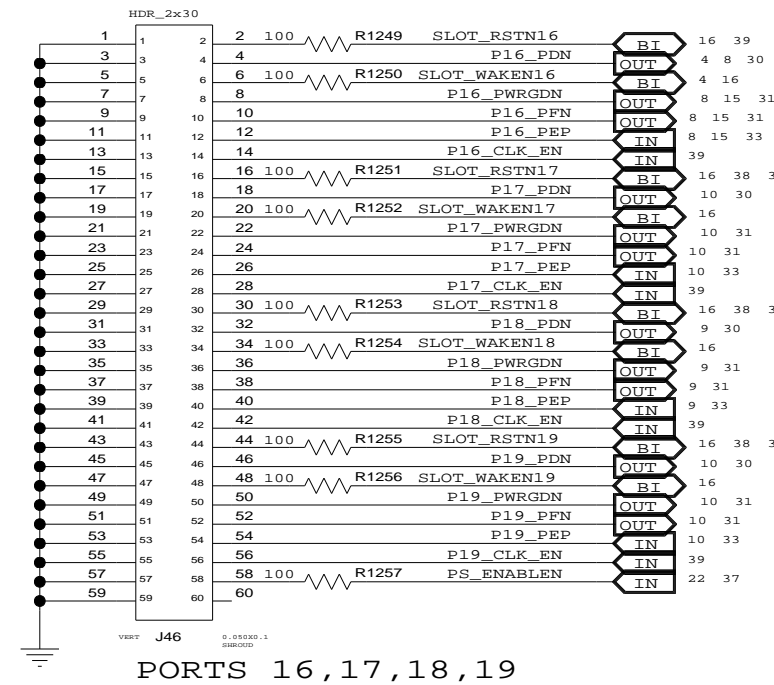 HDR_2x30
1 1 2 2 100 R1249 SLOT_RSTN16 BI 16 39
3 3 4 4 P16_PDN OUT 4 8 30
5 5 6 6 100 R1250 SLOT_WAKEN16 BI 4 16
7 7 8 8 P16_PWRGDN OUT 8 15 31
9 9 10 10 P16_PFN OUT 8 15 31
11 11 12 12 P16_PEP IN 8 15 33
13 13 14 14 P16_CLK_EN IN 39
15 15 16 16 100 R1251 SLOT_RSTN17 BI 16 38
17 17 18 18 P17_PDN OUT 10 30
19 19 20 20 100 R1252 SLOT_WAKEN17 BI 16
21 21 22 22 P17_PWRGDN OUT 10 31
23 23 24 24 P17_PFN OUT 10 31
25 25 26 26 P17_PEP IN 10 33
27 27 28 28 P17_CLK_EN IN 39
29 29 30 30 100 R1253 SLOT_RSTN18 BI 16 38
31 31 32 32 P18_PDN OUT 9 30
33 33 34 34 100 R1254 SLOT_WAKEN18 BI 16
35 35 36 36 P18_PWRGDN OUT 9 31
37 37 38 38 P18_PFN OUT 9 31
39 39 40 40 P18_PEP IN 9 33
41 41 42 42 P18_CLK_EN IN 39
43 43 44 44 100 R1255 SLOT_RSTN19 BI 16 38
45 45 46 46 P19_PDN OUT 10 30
47 47 48 48 100 R1256 SLOT_WAKEN19 BI 16
49 49 50 50 P19_PWRGDN OUT 10 31
51 51 52 52 P19_PFN OUT 10 31
53 53 54 54 P19_PEP IN 10 33
55 55 56 56 P19_CLK_EN IN 39
57 57 58 58 100 R1257 PS_ENABLEN IN 22 37
59 59 60 60
VERT J46 0.050X0.1
SHROUD
PORTS 16,17,18,19